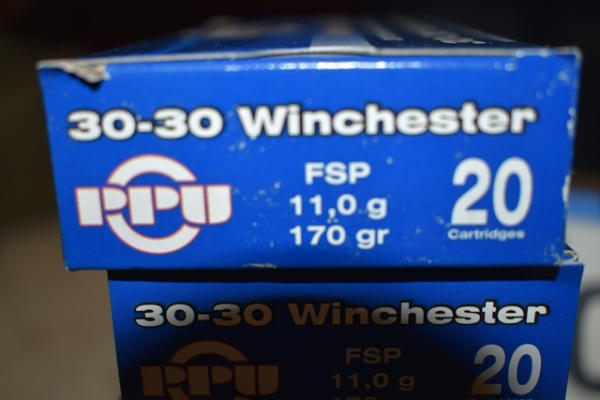 30-30 Winchester
PPU
FSP
11,0 g
170 gr
20
Cartridges
30-30 Winchester
PPU
FSP
11,0 g
20